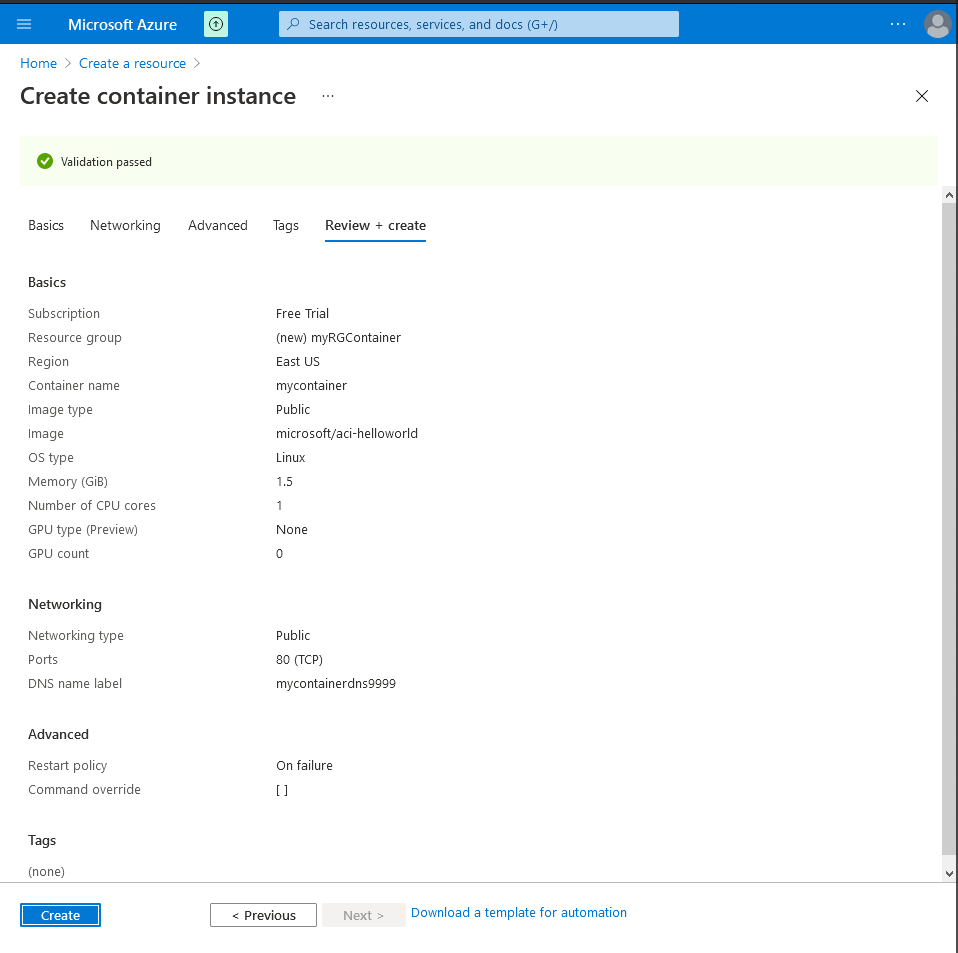 Microsoft Azure
Search resources, services, and docs (G+/)
Home > Create a resource >
Create container instance ...
Validation passed
Basics Networking Advanced Tags Review + create
Basics
Subscription Free Trial
Resource group (new) myRGContainer
Region East US
Container name mycontainer
Image type Public
Image microsoft/aci-helloworld
OS type Linux
Memory (GiB) 1.5
Number of CPU cores 1
GPU type (Preview) None
GPU count 0
Networking
Networking type Public
Ports 80 (TCP)
DNS name label mycontainerdns9999
Advanced
Restart policy On failure
Command override [ ]
Tags
(none)
Create < Previous Next > Download a template for automation